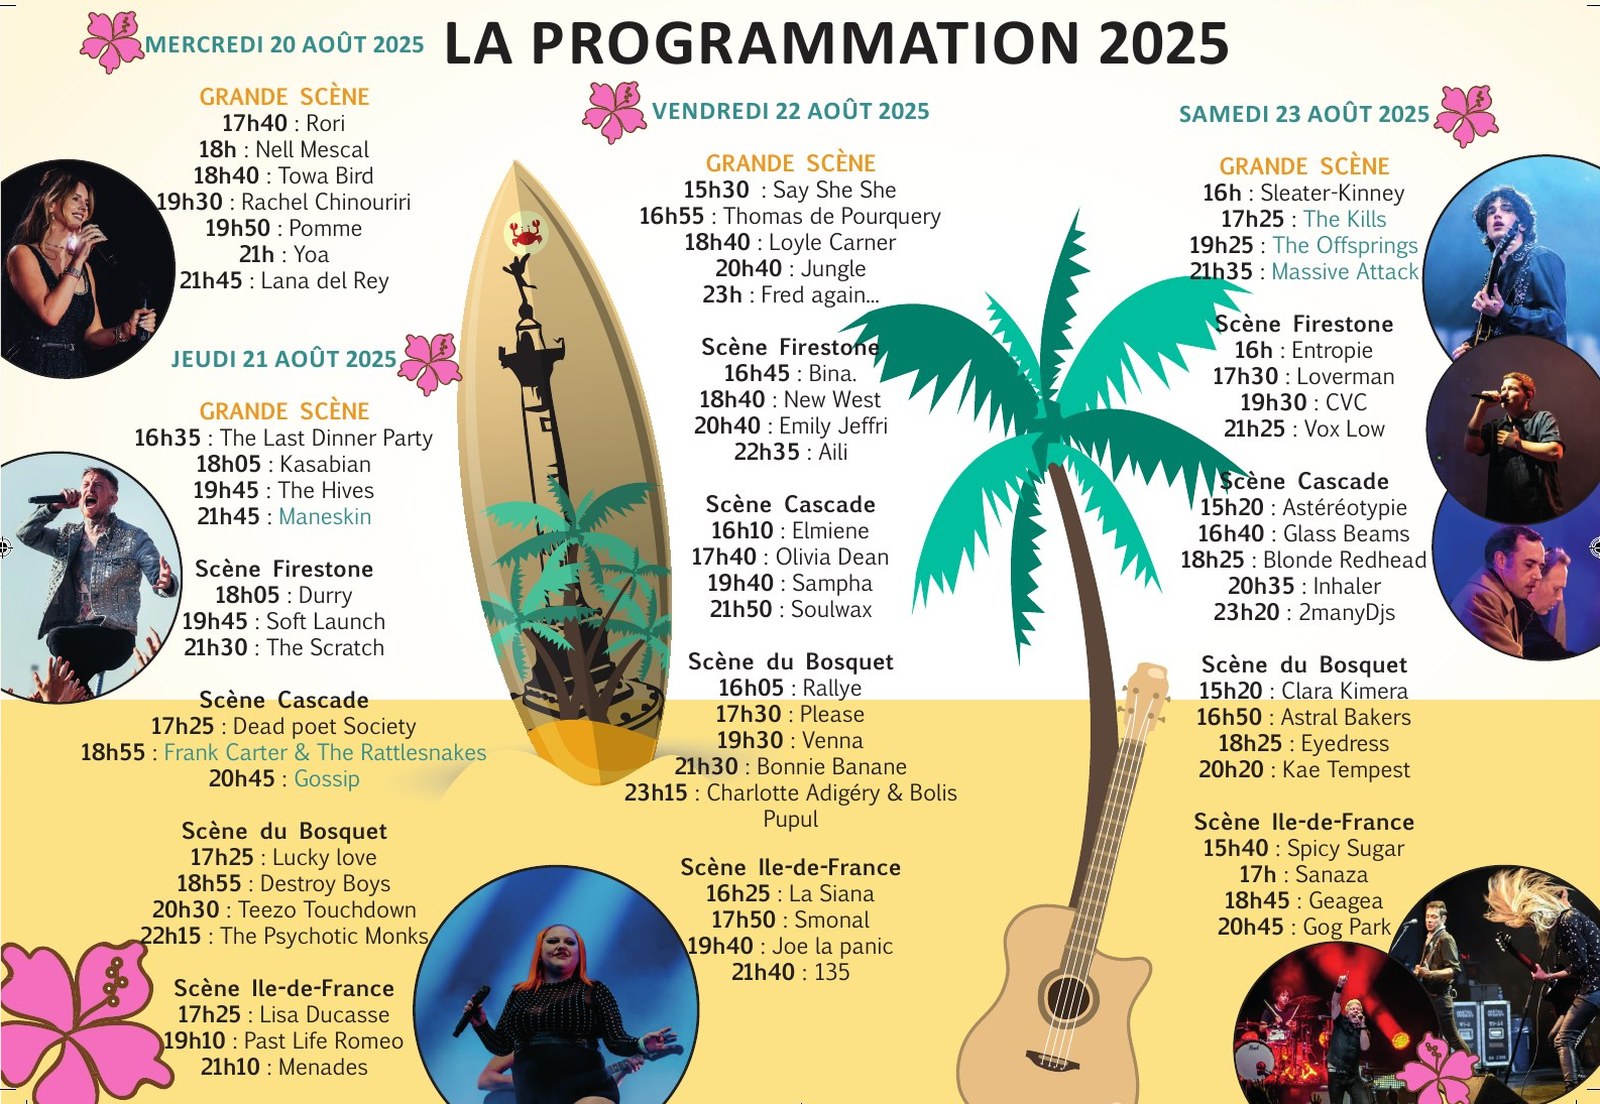 LA PROGRAMMATION 2025
MERCREDI 20 AOÛT 2025
GRANDE SCÈNE
17h40 : Rori
18h : Nell Mescal
18h40 : Towa Bird
19h30 : Rachel Chinouriri
19h50 : Pomme
21h : Yoa
21h45 : Lana del Rey
JEUDI 21 AOÛT 2025
GRANDE SCÈNE
16h35 : The Last Dinner Party
18h05 : Kasabian
19h45 : The Hives
21h45 : Maneskin
Scène Firestone
18h05 : Durry
19h45 : Soft Launch
21h30 : The Scratch
Scène Cascade
17h25 : Dead poet Society
18h55 : Frank Carter & The Rattlesnakes
20h45 : Gossip
Scène du Bosquet
17h25 : Lucky love
18h55 : Destroy Boys
20h30 : Teezo Touchdown
22h15 : The Psychotic Monks
Scène Ile-de-France
17h25 : Lisa Ducasse
19h10 : Past Life Romeo
21h10 : Menades
VENDREDI 22 AOÛT 2025
GRANDE SCÈNE
15h30 : Say She She
16h55 : Thomas de Pourquery
18h40 : Loyle Carner
20h40 : Jungle
23h : Fred again...
Scène Firestone
16h45 : Bina.
18h40 : New West
20h40 : Emily Jeffri
22h35 : Aili
Scène Cascade
16h10 : Elmiene
17h40 : Olivia Dean
19h40 : Sampha
21h50 : Soulwax
Scène du Bosquet
16h05 : Rallye
17h30 : Please
19h30 : Venna
21h30 : Bonnie Banane
23h15 : Charlotte Adigéry & Bolis
Pupul
Scène Ile-de-France
16h25 : La Siana
17h50 : Smonal
19h40 : Joe la panic
21h40 : 135
SAMEDI 23 AOÛT 2025
GRANDE SCÈNE
16h : Sleater-Kinney
17h25 : The Kills
19h25 : The Offsprings
21h35 : Massive Attack
Scène Firestone
16h : Entropie
17h30 : Loverman
19h30 : CVC
21h25 : Vox Low
Scène Cascade
15h20 : Astéréotypie
16h40 : Glass Beams
18h25 : Blonde Redhead
20h35 : Inhaler
23h20 : 2manyDjs
Scène du Bosquet
15h20 : Clara Kimera
16h50 : Astral Bakers
18h25 : Eyedress
20h20 : Kae Tempest
Scène Ile-de-France
15h40 : Spicy Sugar
17h : Sanaza
18h45 : Geagea
20h45 : Gog Park